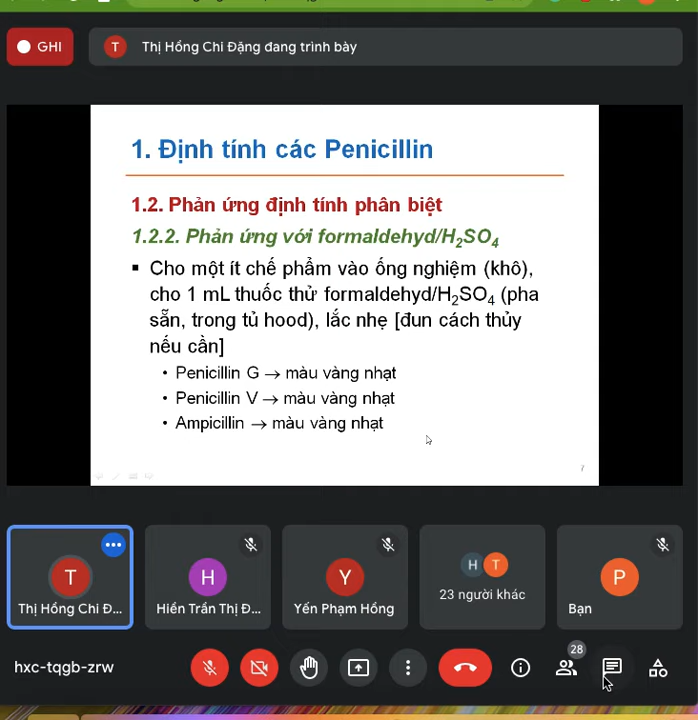 GHI
T
Thị Hồng Chi Đặng đang trình bày
1. Định tính các Penicillin
1.2. Phản ứng định tính phân biệt
1.2.2. Phản ứng với formaldehyd/H₂SO₄
▪ Cho một ít chế phẩm vào ống nghiệm (khô),
cho 1 mL thuốc thử formaldehyd/H₂SO₄ (pha
sẵn, trong tủ hood), lắc nhẹ [đun cách thủy
nếu cần]
• Penicillin G → màu vàng nhạt
• Penicillin V → màu vàng nhạt
• Ampicillin → màu vàng nhạt
7
T
H
Y
H T
P
Thị Hồng Chi Đ...
Hiền Trần Thị Đ...
Yến Phạm Hồng
23 người khác
Bạn
hxc-tqgb-zrw
28